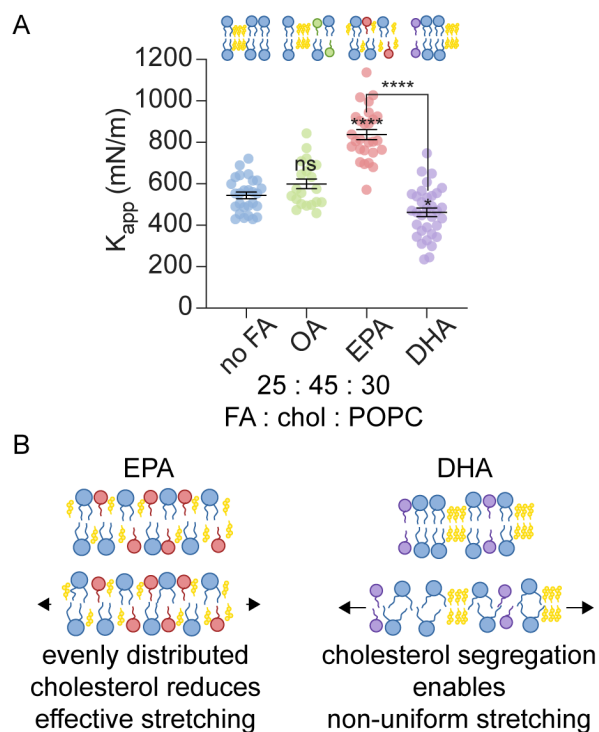 A
1200
1000
800
600
400
200
0
K_app (mN/m)
ns
****
****
*
no FA
OA
EPA
DHA
25 : 45 : 30
FA : chol : POPC
B
EPA
DHA
evenly distributed
cholesterol reduces
effective stretching
cholesterol segregation
enables
non-uniform stretching